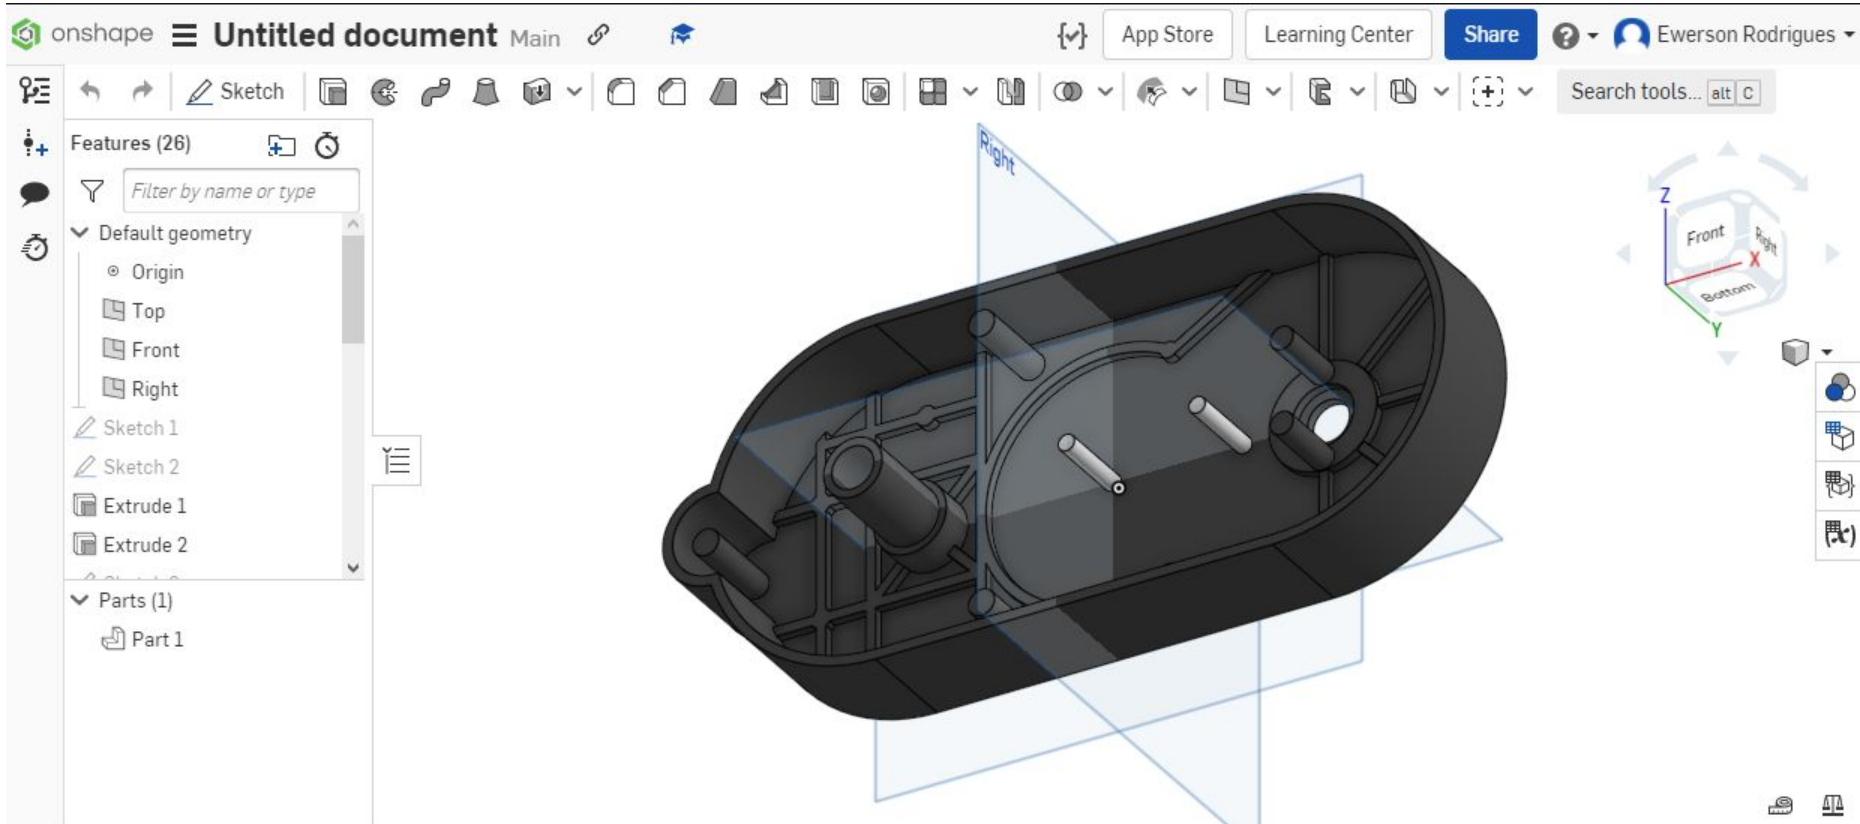 onshape Untitled document Main App Store Learning Center Share Ewerson Rodrigues
Sketch Search tools... alt C
Features (26)
Filter by name or type
Default geometry
Origin
Top
Front
Right
Sketch 1
Sketch 2
Extrude 1
Extrude 2
Parts (1)
Part 1
Right
Z
Front
Right
X
Bottom
Y
(x)